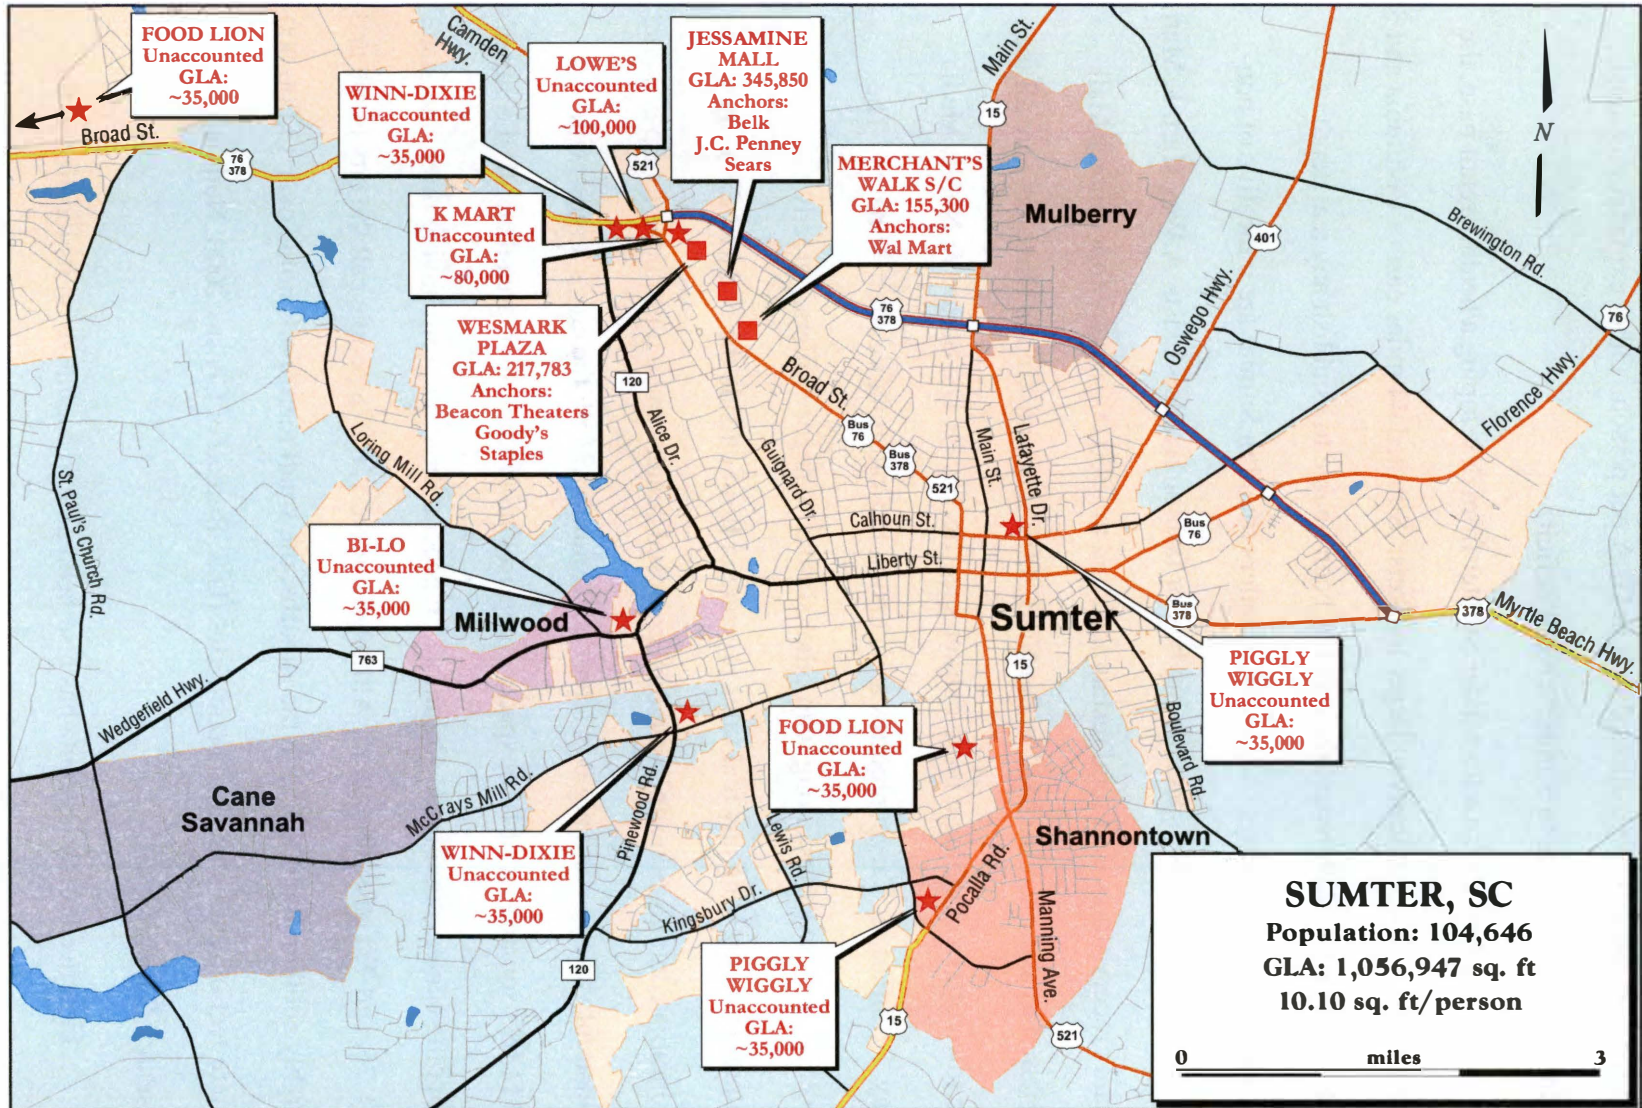 FOOD LION
Unaccounted
GLA:
~35,000
Camden
Hwy.
WINN-DIXIE
Unaccounted
GLA:
~35,000
LOWE'S
Unaccounted
GLA:
~100,000
JESSAMINE
MALL
GLA: 345,850
Anchors:
Belk
J.C. Penney
Sears
Main St.
15
N
Broad St.
76
378
521
K MART
Unaccounted
GLA:
~80,000
MERCHANT'S
WALK S/C
GLA: 155,300
Anchors:
Wal Mart
Mulberry
401
Brewington Rd.
76
Oswego Hwy.
Florence Hwy.
76
378
WESMARK
PLAZA
GLA: 217,783
Anchors:
Beacon Theaters
Goody's
Staples
120
Alice Dr.
Broad St.
Bus
76
Bus
378
521
Guignard Dr.
Main St.
Lafayette Dr.
Loring Mill Rd.
St. Paul's Church Rd.
Calhoun St.
Liberty St.
Bus
76
Bus
378
378
Myrtle Beach Hwy.
BI-LO
Unaccounted
GLA:
~35,000
Millwood
Sumter
763
Wedgefield Hwy.
15
PIGGLY
WIGGLY
Unaccounted
GLA:
~35,000
Boulevard Rd.
FOOD LION
Unaccounted
GLA:
~35,000
Cane
Savannah
McCrays Mill Rd.
Pinewood Rd.
Lewis Rd.
Shannontown
WINN-DIXIE
Unaccounted
GLA:
~35,000
Kingsbury Dr.
Pocalla Rd.
Manning Ave.
120
PIGGLY
WIGGLY
Unaccounted
GLA:
~35,000
15
521
SUMTER, SC
Population: 104,646
GLA: 1,056,947 sq. ft
10.10 sq. ft/person
0 miles 3